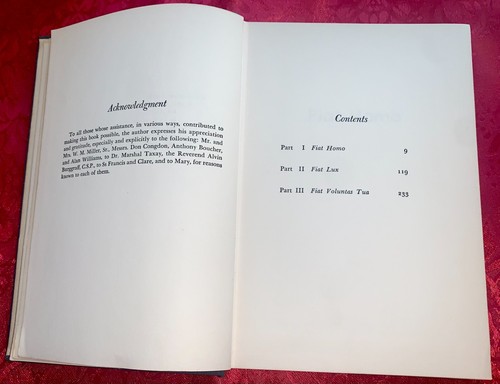 Acknowledgment
To all those whose assistance, in various ways, contributed to
making this book possible, the author expresses his appreciation
and gratitude, especially and explicitly to the following: Mr. and
Mrs. W. M. Miller, Sr., Messrs. Don Congdon, Anthony Boucher,
and Alan Williams, to Dr. Marshal Taxay, the Reverend Alvin
Burggraff, C.S.P., to Ss Francis and Clare, and to Mary, for reasons
known to each of them.
Contents
Part I Fiat Homo 9
Part II Fiat Lux 119
Part III Fiat Voluntas Tua 233